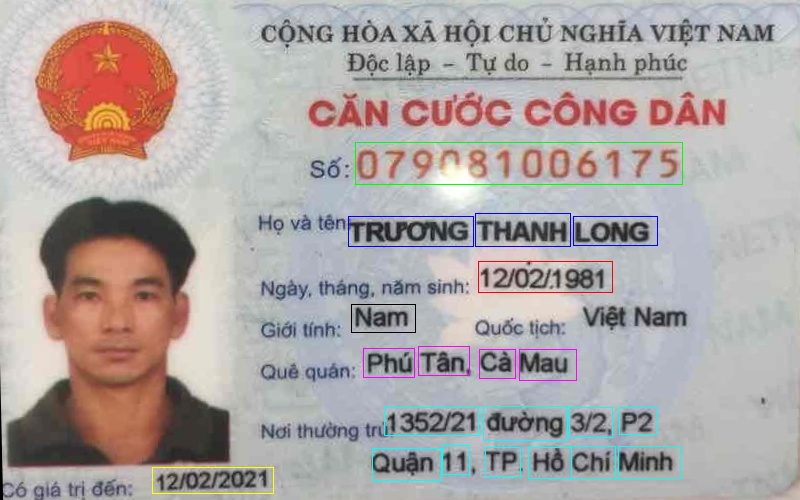 CỘNG HÒA XÃ HỘI CHỦ NGHĨA VIỆT NAM
Độc lập - Tự do - Hạnh phúc
CĂN CƯỚC CÔNG DÂN
Số: 079081006175
Họ và tên TRƯƠNG THANH LONG
Ngày, tháng, năm sinh: 12/02/1981
Giới tính: Nam Quốc tịch: Việt Nam
Quê quán: Phú Tân, Cà Mau
Nơi thường trú 1352/21 đường 3/2, P2
Quận 11, TP. Hồ Chí Minh
Có giá trị đến: 12/02/2021